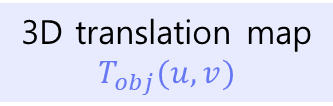 3D translation map
T_{obj}(u, v)